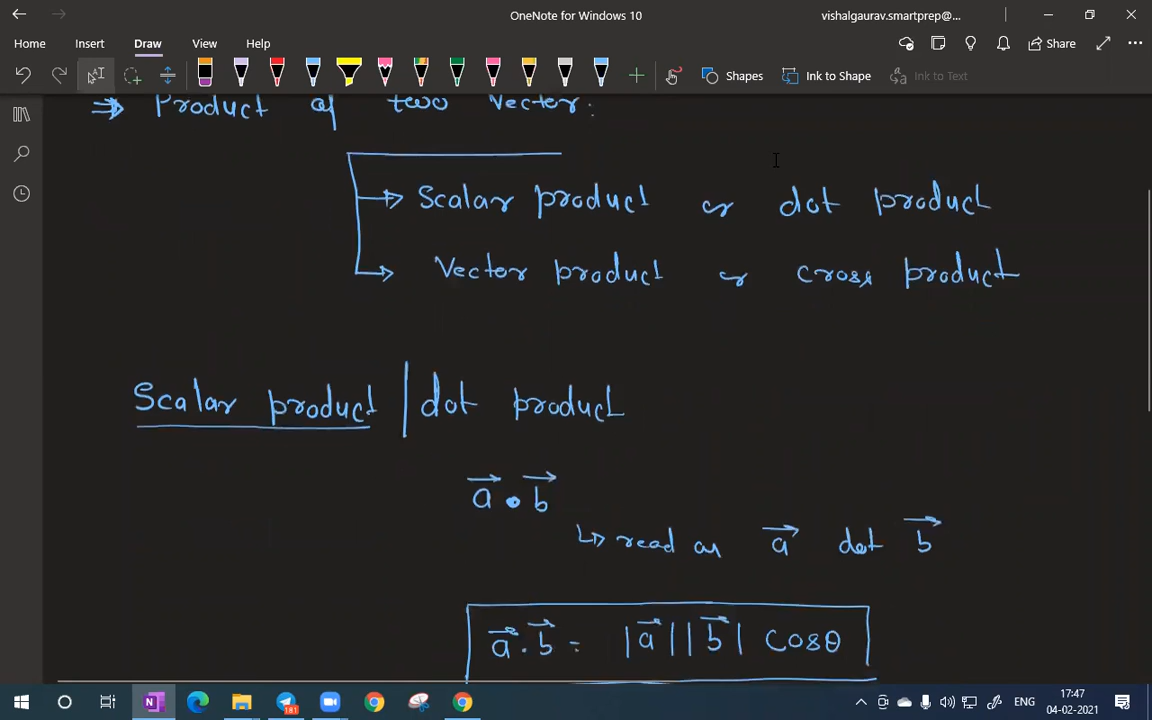 OneNote for Windows 10
vishalgaurav.smartprep@...
Home Insert Draw View Help
Share
Shapes Ink to Shape Ink to Text
⇒ Product of two Vector:
→ Scalar product or dot product
→ Vector product or cross product
Scalar product | dot product
a⃗ • b⃗
↳ read as a⃗ dot b⃗
a⃗ . b⃗ = |a⃗||b⃗| cosθ
181
ENG
17:47
04-02-2021